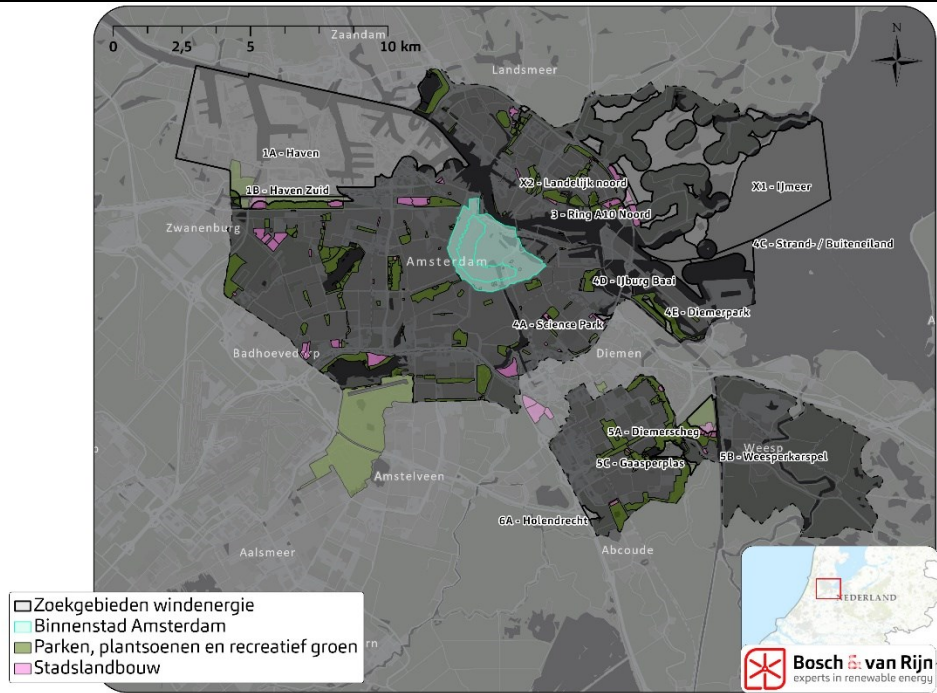 0 2,5 5 10 km
Zaandam
N
Landsmeer
1A - Haven
X2 - Landelijk noord
X1 - IJmeer
1B - Haven Zuid
3 - Ring A10 Noord
Zwanenburg
4C - Strand- / Buiteneiland
Amsterdam
4D - IJburg Baai
4E - Diemerpark
4A - Science Park
Badhoevedorp
Diemen
5A - Diemerscheg
Weesp
5B - Weesperkarspel
5C - Gaasperplas
Amstelveen
6A - Holendrecht
Aalsmeer
Abcoude
Zoekgebieden windenergie
Binnenstad Amsterdam
Parken, plantsoenen en recreatief groen
Stadslandbouw
NEDERLAND
Bosch & van Rijn
experts in renewable energy